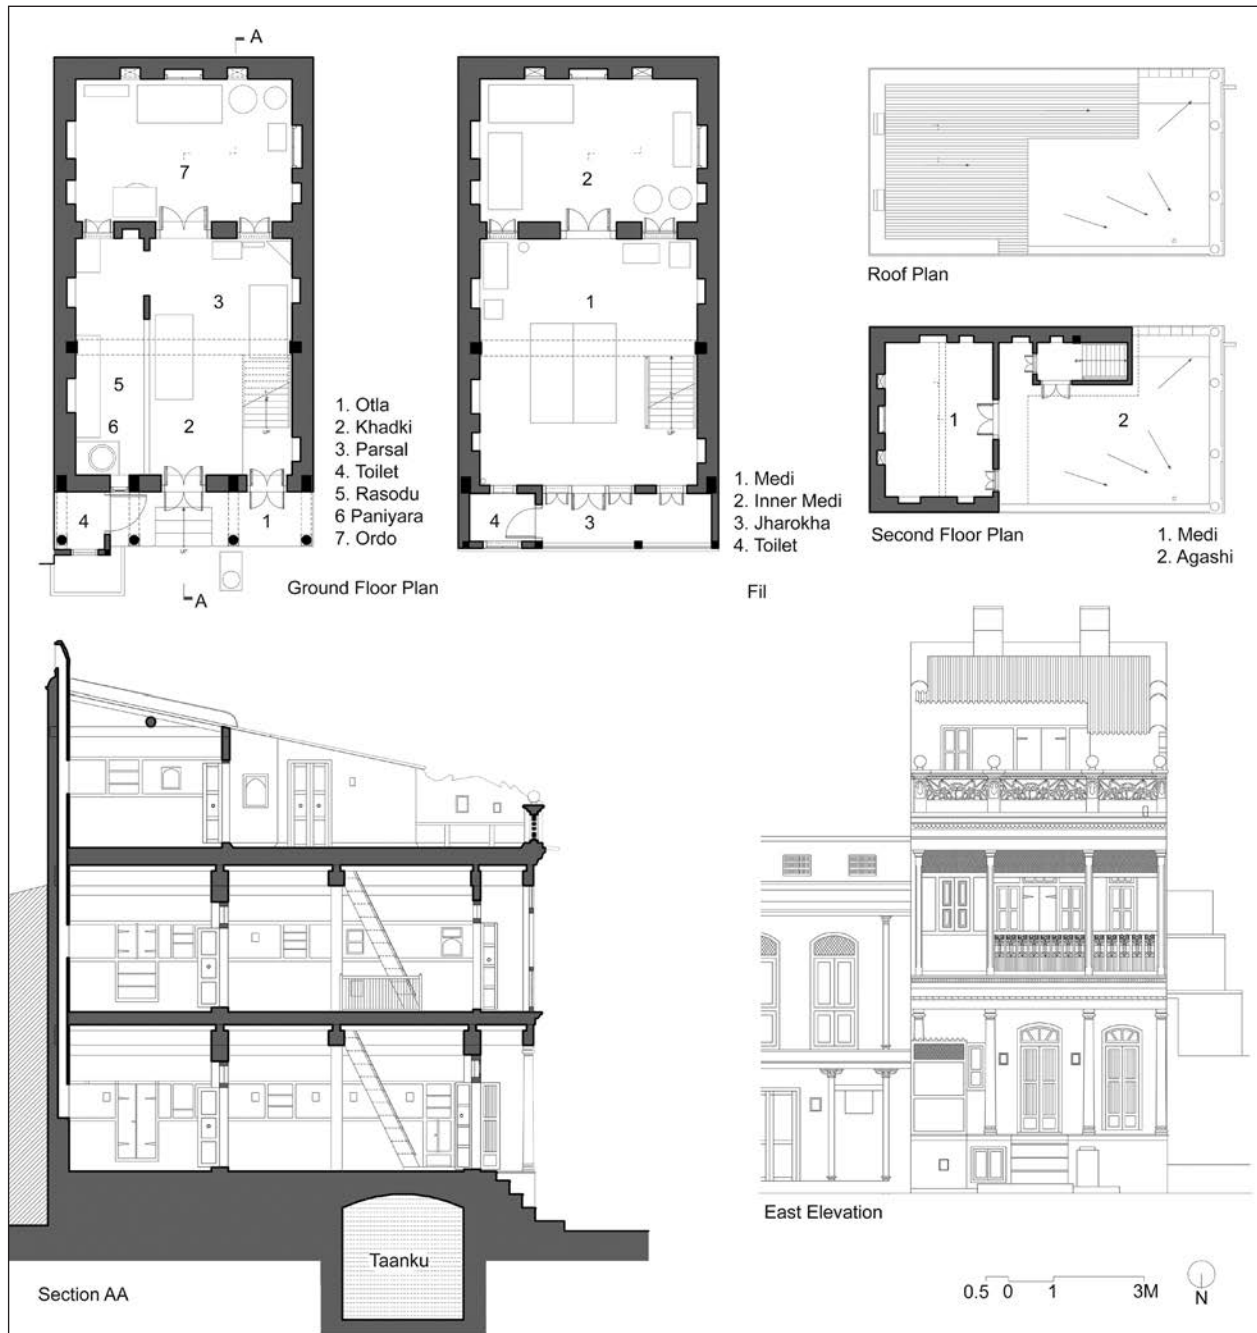 A
7
3
5
6
2
4
1
1. Otla
2. Khadki
3. Parsal
4. Toilet
5. Rasodu
6 Paniyara
7. Ordo
A
Ground Floor Plan
2
1
4
3
1. Medi
2. Inner Medi
3. Jharokha
4. Toilet
Fil
Roof Plan
1
2
Second Floor Plan
1. Medi
2. Agashi
Taanku
Section AA
East Elevation
0.5 0 1 3M
N